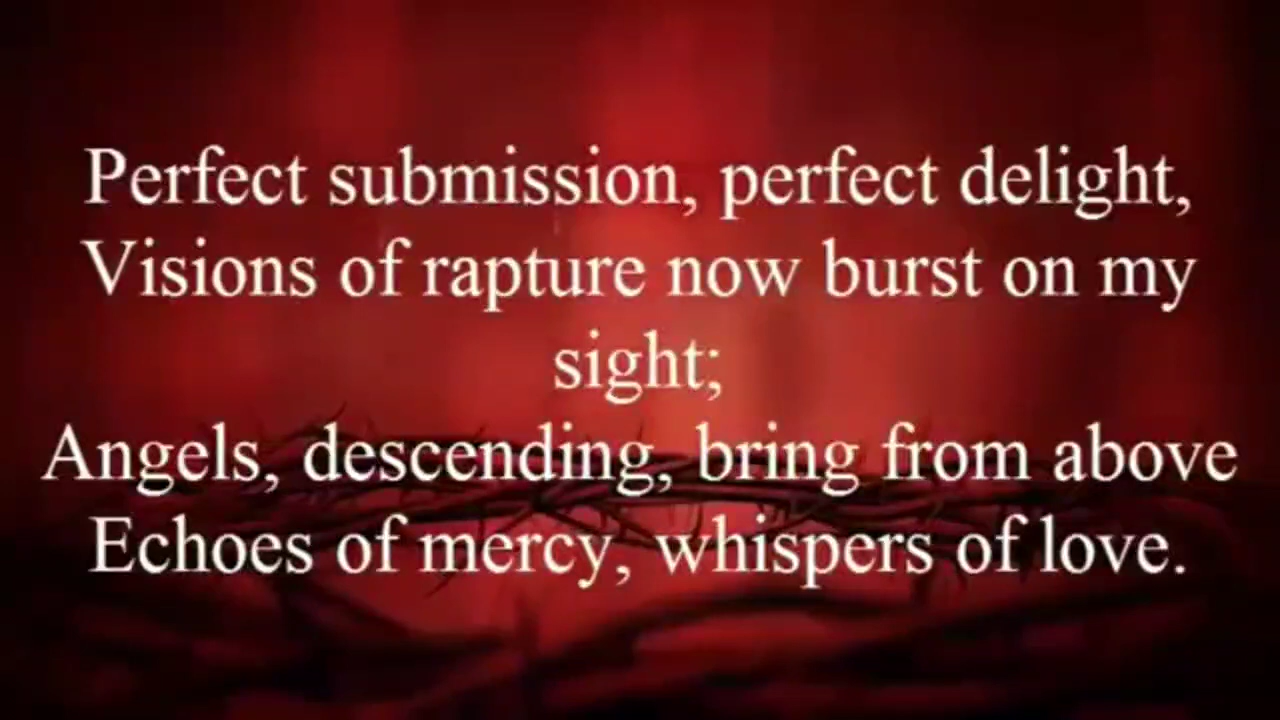 Perfect submission, perfect delight,
Visions of rapture now burst on my
sight;
Angels, descending, bring from above
Echoes of mercy, whispers of love.